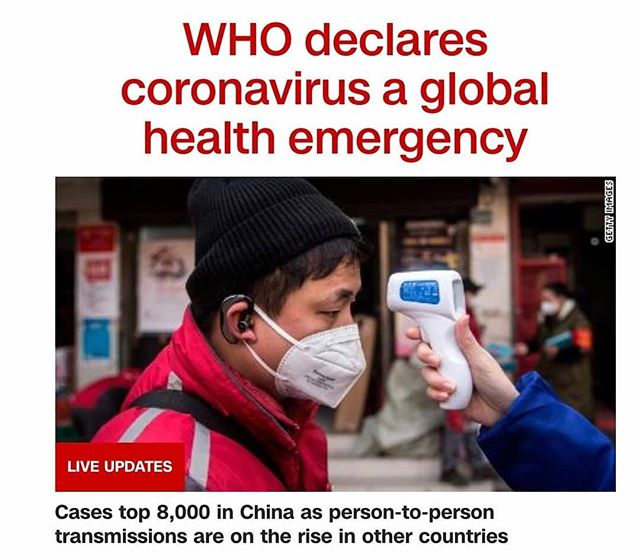 WHO declares
coronavirus a global
health emergency
GETTY IMAGES
LIVE UPDATES
Cases top 8,000 in China as person-to-person
transmissions are on the rise in other countries